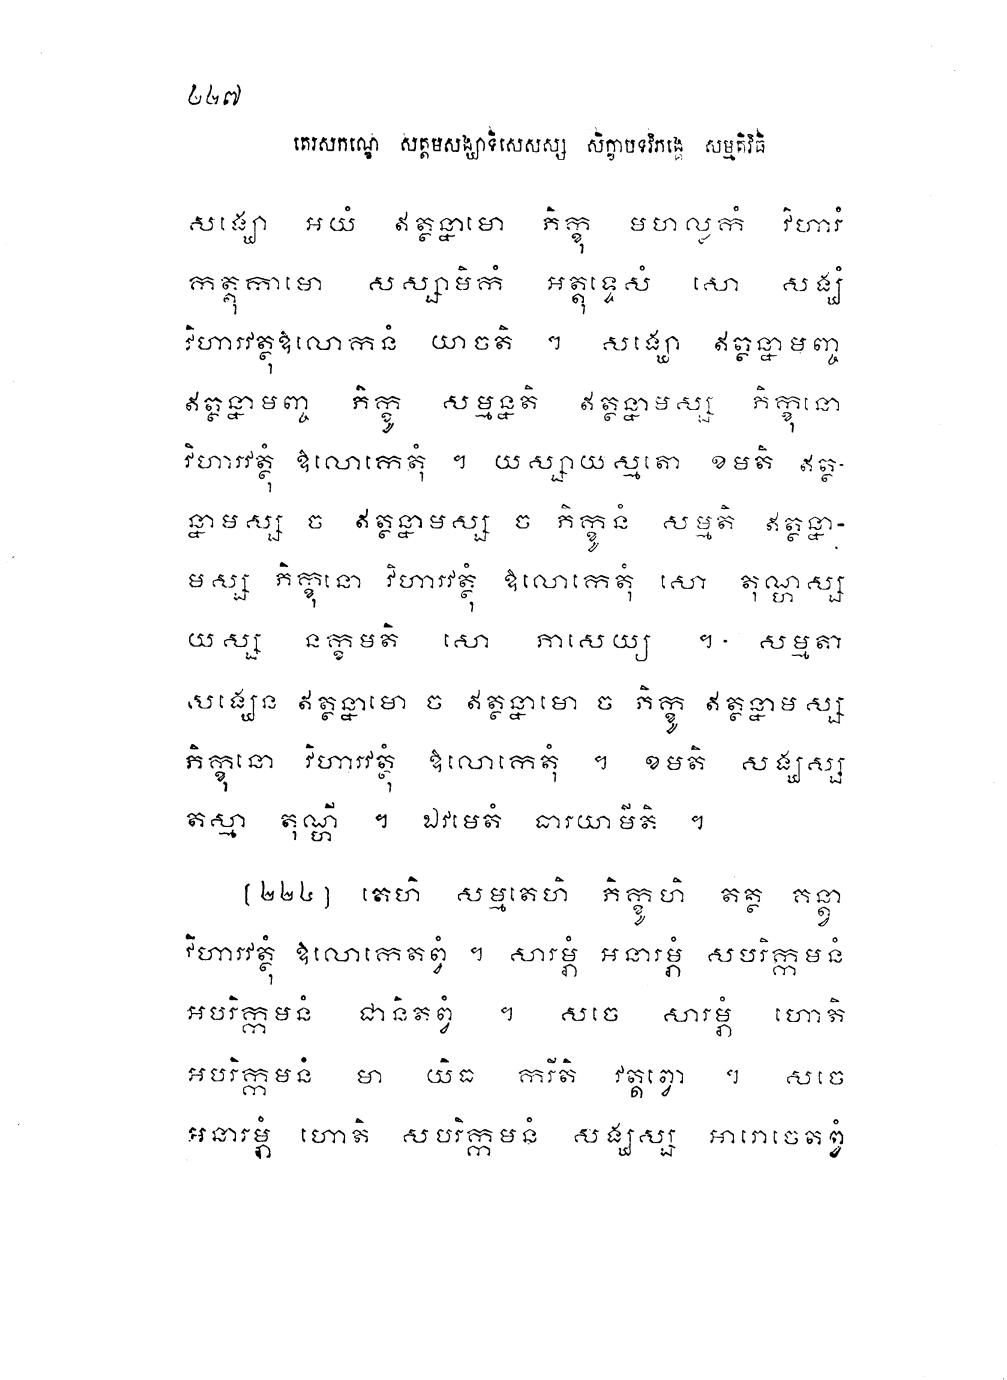 ២២៧
តេរសកណ្ឌេ សត្តមសង្ឃាទិសេសស្ស សិក្ខាបទវិភង្គេ សម្មតិវិធី
សង្ឃោ អយំ ឥត្ថន្នាមោ ភិក្ខុ មហល្លកំ វិហារំ
កត្តុកាមោ សស្សាមិកំ អត្តុទ្ទេសំ សោ សង្ឃំ
វិហារវត្ថុឱលោកនំ យាចតិ ។ សង្ឃោ ឥត្ថន្នាមញ្ច
ឥត្ថន្នាមញ្ច ភិក្ខូ សម្មន្នតិ ឥត្ថន្នាមស្ស ភិក្ខុនោ
វិហារវត្ថុំ ឱលោកេតុំ ។ យស្សាយស្មតោ ខមតិ ឥត្ថ-
ន្នាមស្ស ច ឥត្ថន្នាមស្ស ច ភិក្ខូនំ សម្មតិ ឥត្ថន្នា-
មស្ស ភិក្ខុនោ វិហារវត្ថុំ ឱលោកេតុំ សោ តុណ្ហស្ស
យស្ស នក្ខមតិ សោ ភាសេយ្យ ។ សម្មតា
សង្ឃេន ឥត្ថន្នាមោ ច ឥត្ថន្នាមោ ច ភិក្ខូ ឥត្ថន្នាមស្ស
ភិក្ខុនោ វិហារវត្ថុំ ឱលោកេតុំ ។ ខមតិ សង្ឃស្ស
តស្មា តុណ្ហី ។ ឯវមេតំ ធារយាមីតិ ។
(២២៤) តេហិ សម្មតេហិ ភិក្ខូហិ តត្ថ គន្ត្វា
វិហារវត្ថុំ ឱលោកេតព្វំ ។ សារម្ភំ អនារម្ភំ សបរិក្កមនំ
អបរិក្កមនំ ជានិតព្វំ ។ សចេ សារម្ភំ ហោតិ
អបរិក្កមនំ មា យិធ ករីតិ វត្តព្វោ ។ សចេ
អនារម្ភំ ហោតិ សបរិក្កមនំ សង្ឃស្ស អារោចេតព្វំ